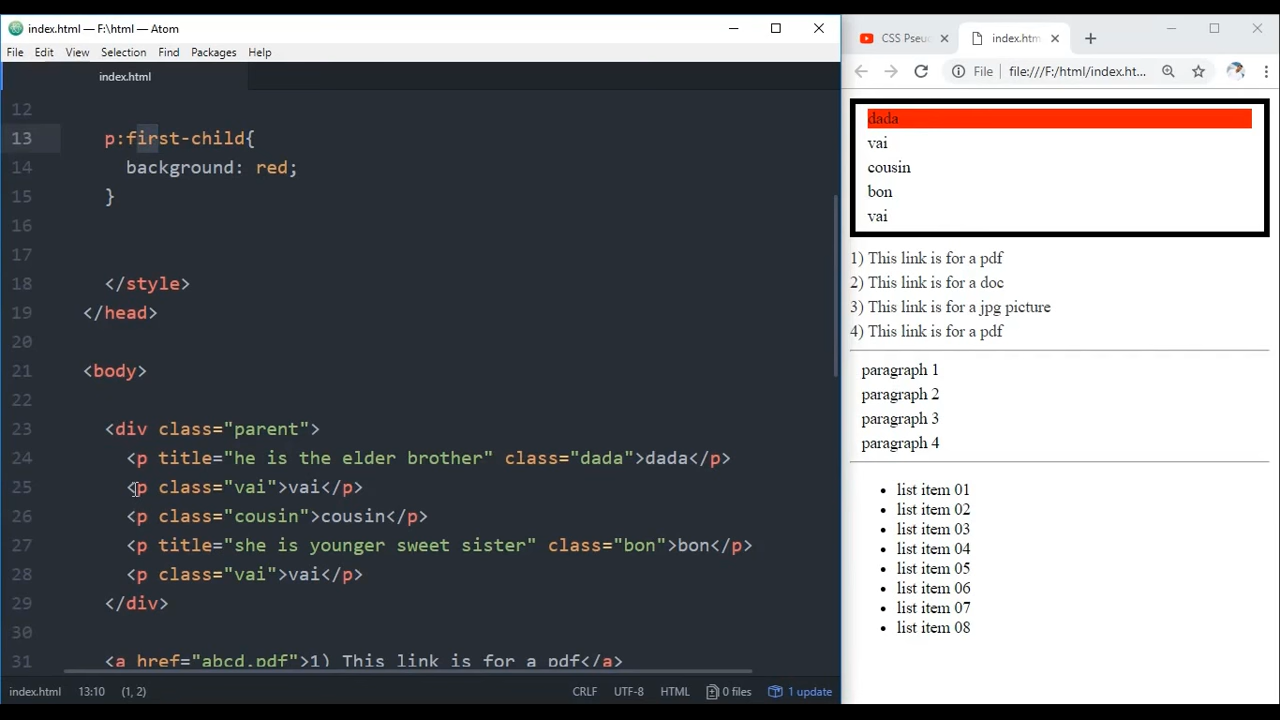 index.html — F:\html — Atom
File Edit View Selection Find Packages Help
index.html
12
13 p:first-child{
14 background: red;
15 }
16
17
18 </style>
19 </head>
20
21 <body>
22
23 <div class="parent">
24 <p title="he is the elder brother" class="dada">dada</p>
25 <p class="vai">vai</p>
26 <p class="cousin">cousin</p>
27 <p title="she is younger sweet sister" class="bon">bon</p>
28 <p class="vai">vai</p>
29 </div>
30
31 <a href="abcd.pdf">1) This link is for a pdf</a>
index.html 13:10 (1, 2) CRLF UTF-8 HTML 0 files 1 update
CSS Pseu index.htm
File file:///F:/html/index.ht...
dada
vai
cousin
bon
vai
1) This link is for a pdf
2) This link is for a doc
3) This link is for a jpg picture
4) This link is for a pdf
paragraph 1
paragraph 2
paragraph 3
paragraph 4
• list item 01
• list item 02
• list item 03
• list item 04
• list item 05
• list item 06
• list item 07
• list item 08